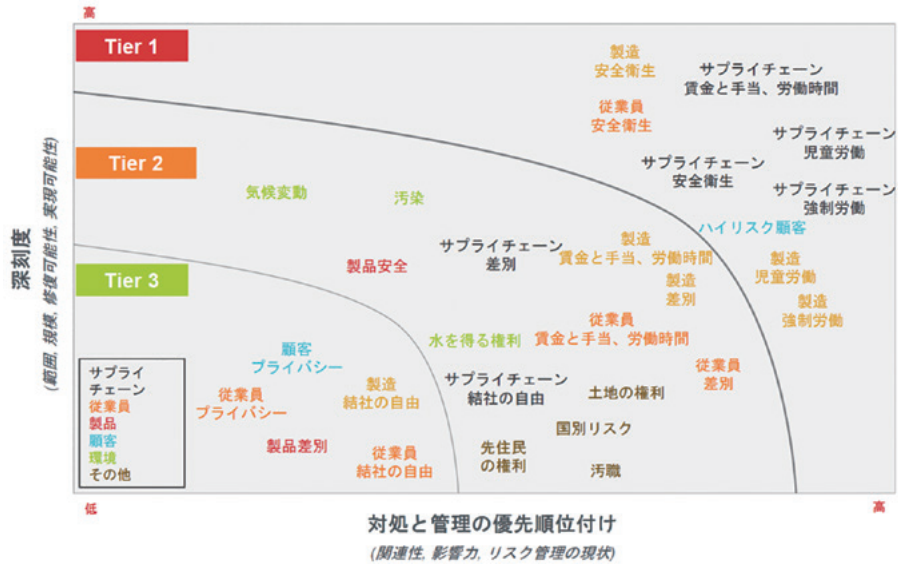 高
Tier 1
製造
安全衛生
サプライチェーン
賃金と手当、労働時間
従業員
安全衛生
サプライチェーン
児童労働
Tier 2
サプライチェーン
安全衛生
気候変動
汚染
サプライチェーン
強制労働
ハイリスク顧客
サプライチェーン
差別
製造
賃金と手当、労働時間
製品安全
製造
児童労働
Tier 3
製造
差別
製造
強制労働
従業員
賃金と手当、労働時間
水を得る権利
顧客
プライバシー
従業員
差別
サプライチェーン
結社の自由
製造
結社の自由
土地の権利
従業員
プライバシー
国別リスク
製品差別
従業員
結社の自由
先住民
の権利
汚職
サプライ
チェーン
従業員
製品
顧客
環境
その他
深刻度
(範囲, 規模, 修復可能性, 実現可能性)
低
高
対処と管理の優先順位付け
(関連性, 影響力, リスク管理の現状)